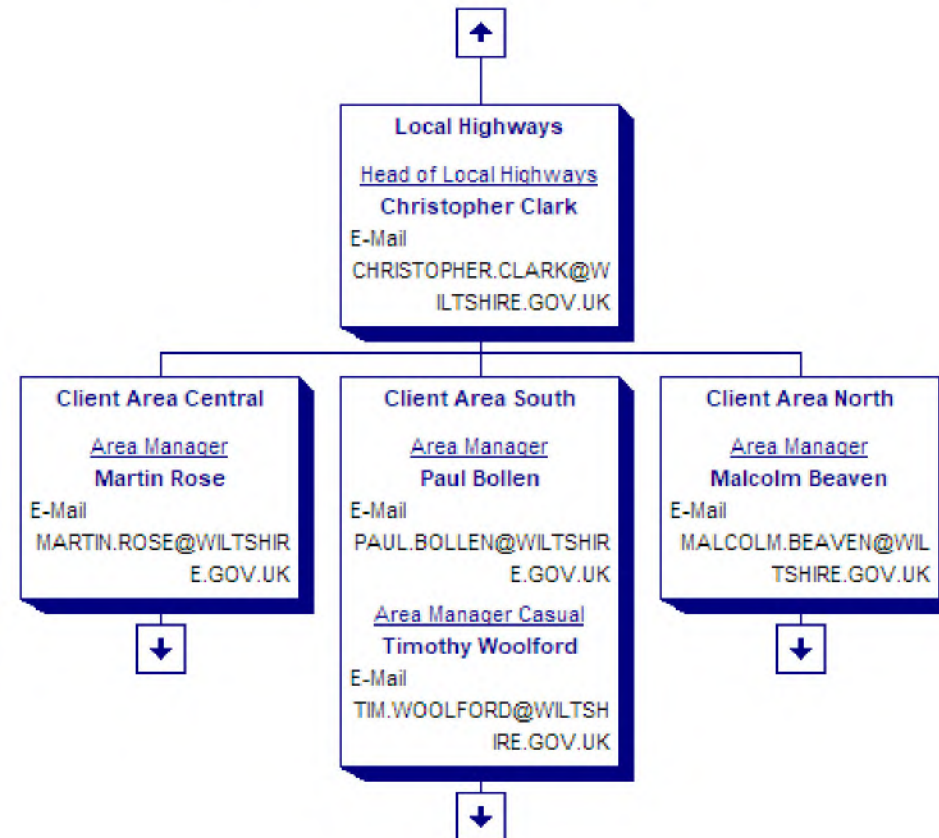 Local Highways
Head of Local Highways
Christopher Clark
E-Mail
CHRISTOPHER.CLARK@W
ILTSHIRE.GOV.UK
Client Area Central
Area Manager
Martin Rose
E-Mail
MARTIN.ROSE@WILTSHIR
E.GOV.UK
Client Area South
Area Manager
Paul Bollen
E-Mail
PAUL.BOLLEN@WILTSHIR
E.GOV.UK
Area Manager Casual
Timothy Woolford
E-Mail
TIM.WOOLFORD@WILTSH
IRE.GOV.UK
Client Area North
Area Manager
Malcolm Beaven
E-Mail
MALCOLM.BEAVEN@WIL
TSHIRE.GOV.UK